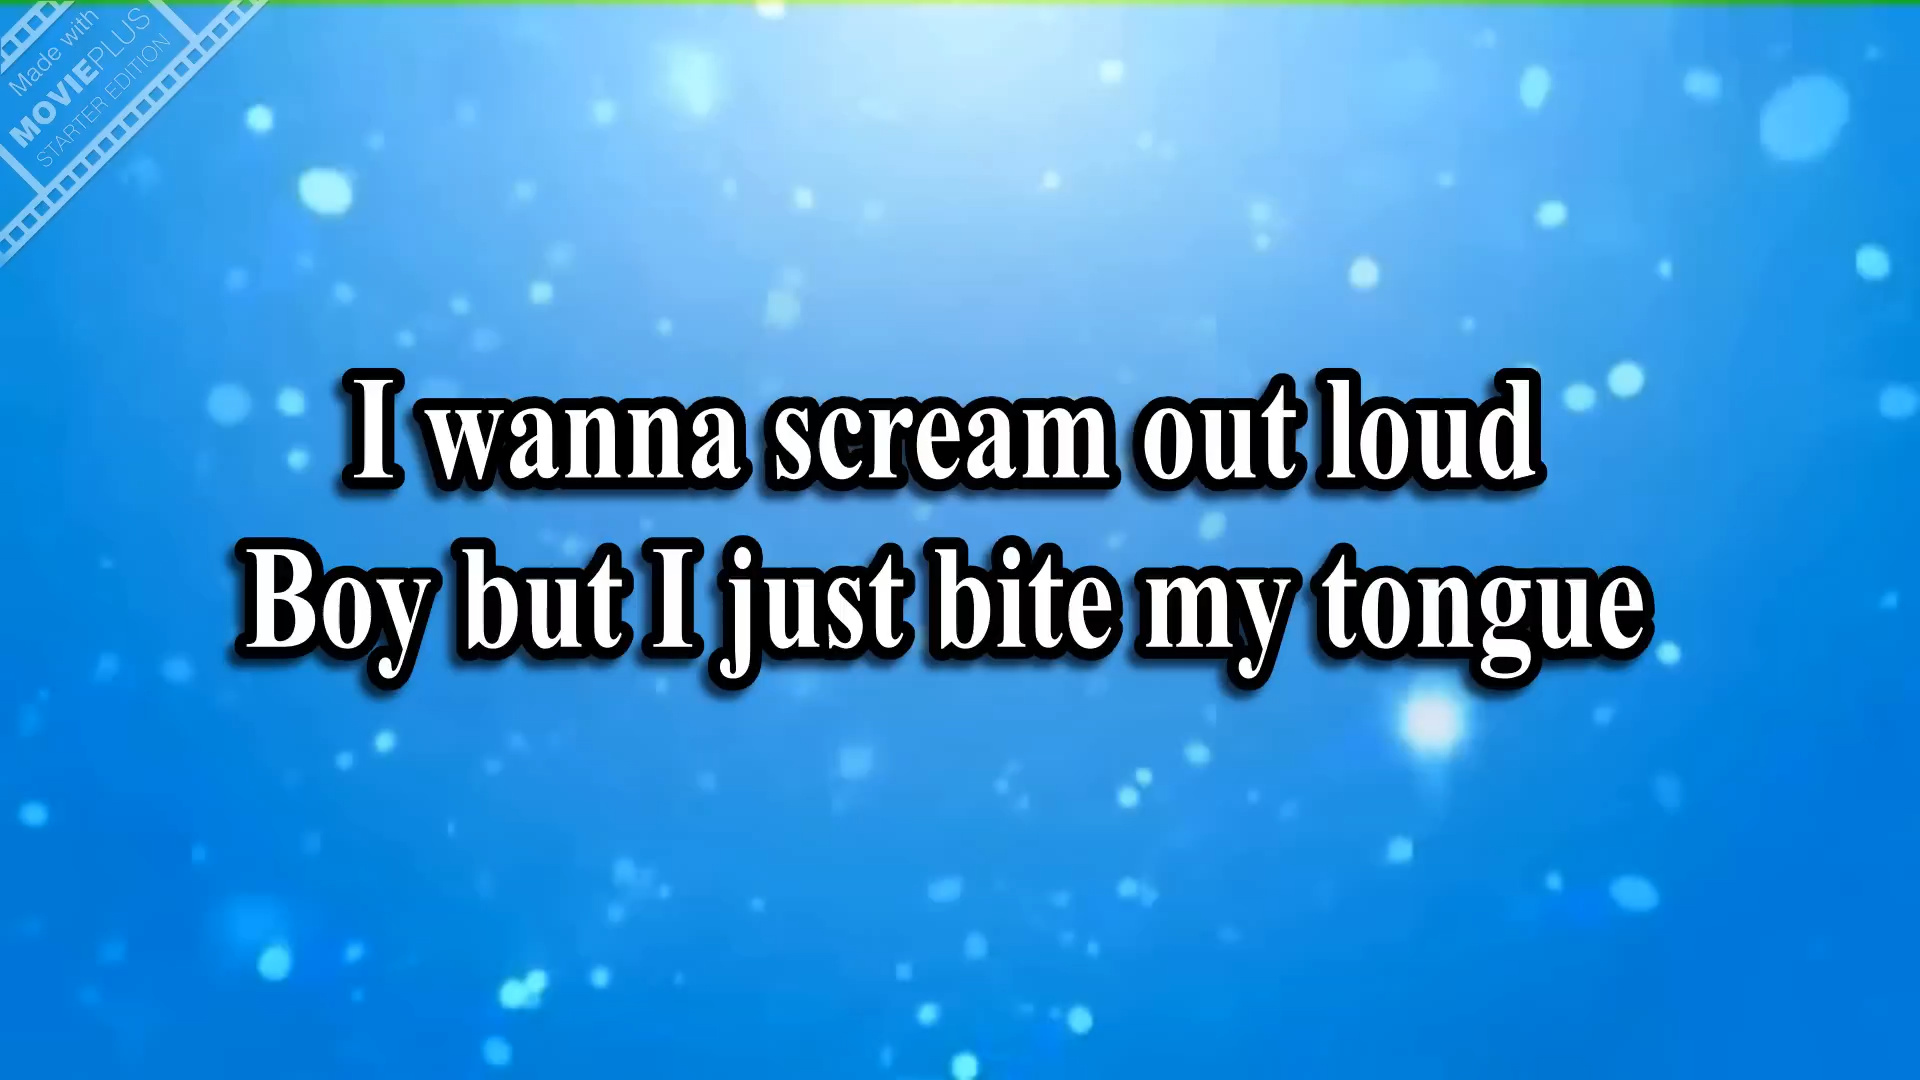 Made with
MOVIEPLUS
STARTER EDITION
I wanna scream out loud
Boy but I just bite my tongue